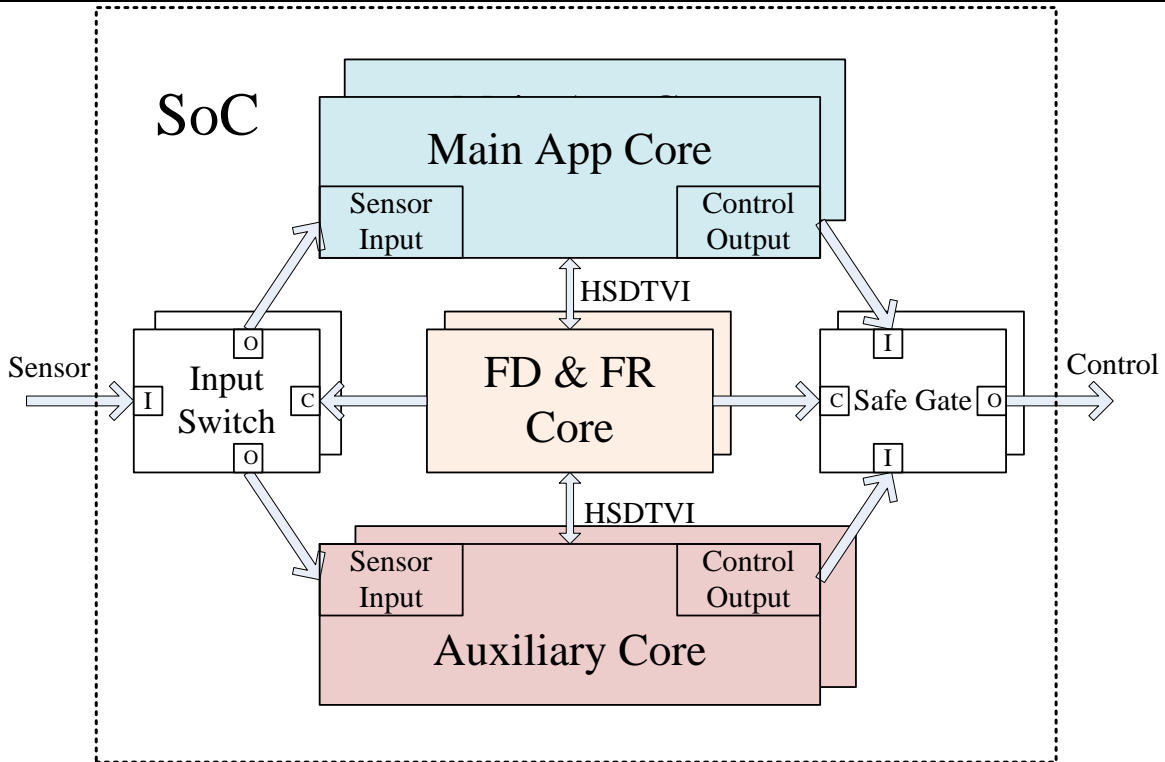 SoC
Main App Core
Sensor
Input
Control
Output
HSDTVI
Sensor
I
O
Input
Switch
C
O
FD & FR
Core
I
C
Safe Gate
O
I
Control
HSDTVI
Sensor
Input
Control
Output
Auxiliary Core